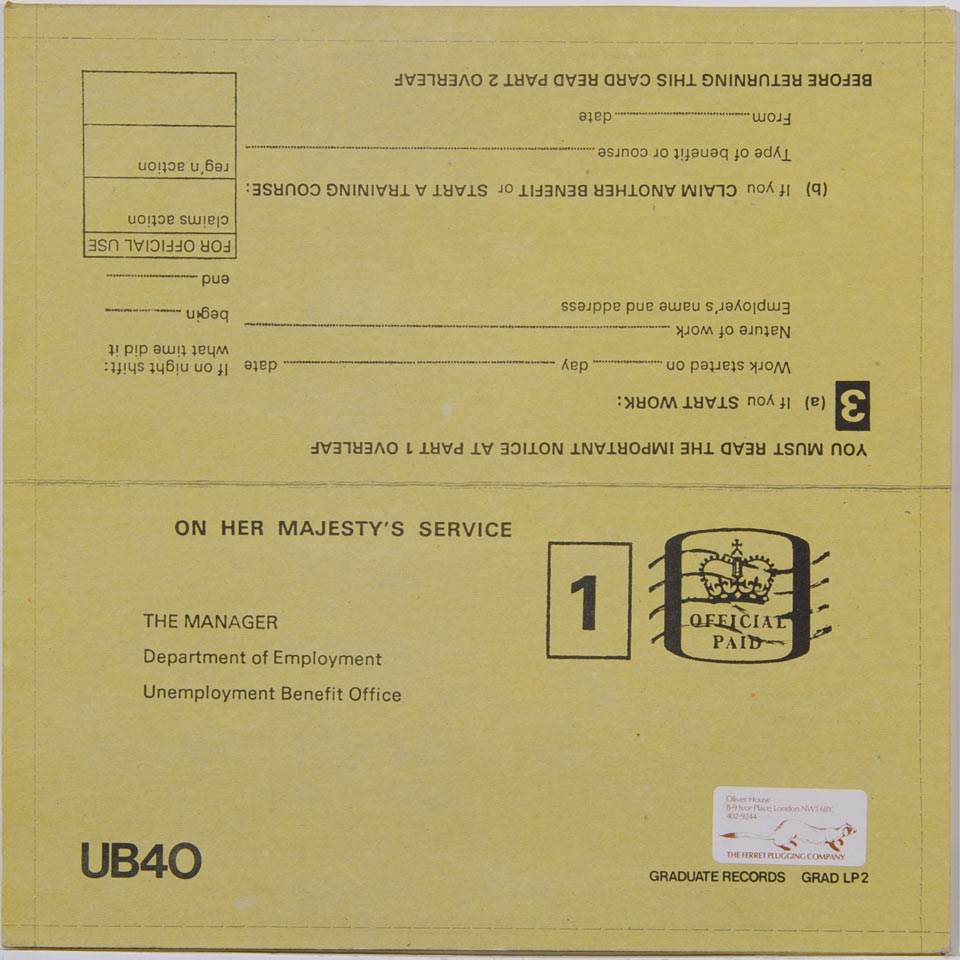 YOU MUST READ THE IMPORTANT NOTICE AT PART 1 OVERLEAF
3 (a) If you START WORK:
Work started on ........ day ........ date
Nature of work ........
Employer's name and address
If on night shift:
what time did it
begin ........
end ........
FOR OFFICIAL USE
claims action
reg'n action
(b) If you CLAIM ANOTHER BENEFIT or START A TRAINING COURSE:
Type of benefit or course ........
From ........ date
BEFORE RETURNING THIS CARD READ PART 2 OVERLEAF
ON HER MAJESTY'S SERVICE
1
OFFICIAL
PAID
THE MANAGER
Department of Employment
Unemployment Benefit Office
UB40
Oliver House
8-9 Ivor Place, London NW1 6BY.
402-9244
THE FERRET PLUGGING COMPANY
GRADUATE RECORDS GRAD LP2